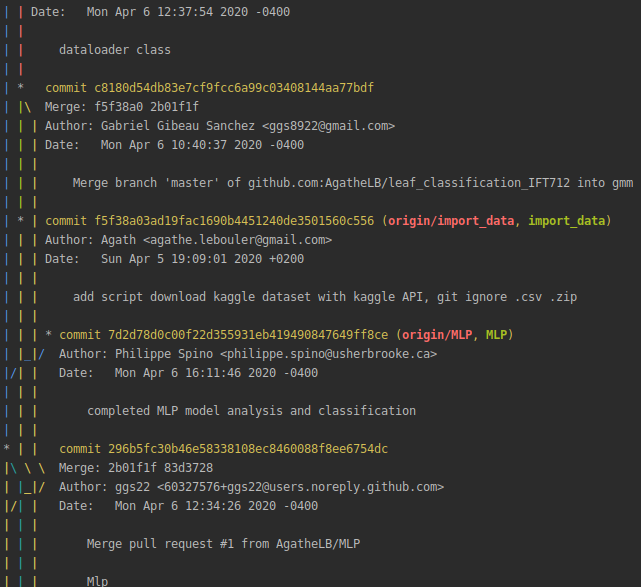 | | Date:   Mon Apr 6 12:37:54 2020 -0400
| |
| |     dataloader class
| |
| *   commit c8180d54db83e7cf9fcc6a99c03408144aa77bdf
| |\  Merge: f5f38a0 2b01f1f
| | | Author: Gabriel Gibeau Sanchez <ggs8922@gmail.com>
| | | Date:   Mon Apr 6 10:40:37 2020 -0400
| | |
| | |     Merge branch 'master' of github.com:AgatheLB/leaf_classification_IFT712 into gmm
| | |
| * | commit f5f38a03ad19fac1690b4451240de3501560c556 (origin/import_data, import_data)
| | | Author: Agath <agathe.lebouler@gmail.com>
| | | Date:   Sun Apr 5 19:09:01 2020 +0200
| | |
| | |     add script download kaggle dataset with kaggle API, git ignore .csv .zip
| | |
| | | * commit 7d2d78d0c00f22d355931eb419490847649ff8ce (origin/MLP, MLP)
| |_|/  Author: Philippe Spino <philippe.spino@usherbrooke.ca>
|/| |   Date:   Mon Apr 6 16:11:46 2020 -0400
| | |
| | |       completed MLP model analysis and classification
| | |
* | |   commit 296b5fc30b46e58338108ec8460088f8ee6754dc
|\ \ \  Merge: 2b01f1f 83d3728
| |_|/  Author: ggs22 <60327576+ggs22@users.noreply.github.com>
|/| |   Date:   Mon Apr 6 12:34:26 2020 -0400
| | |
| | |       Merge pull request #1 from AgatheLB/MLP
| | |
| | |       Mlp